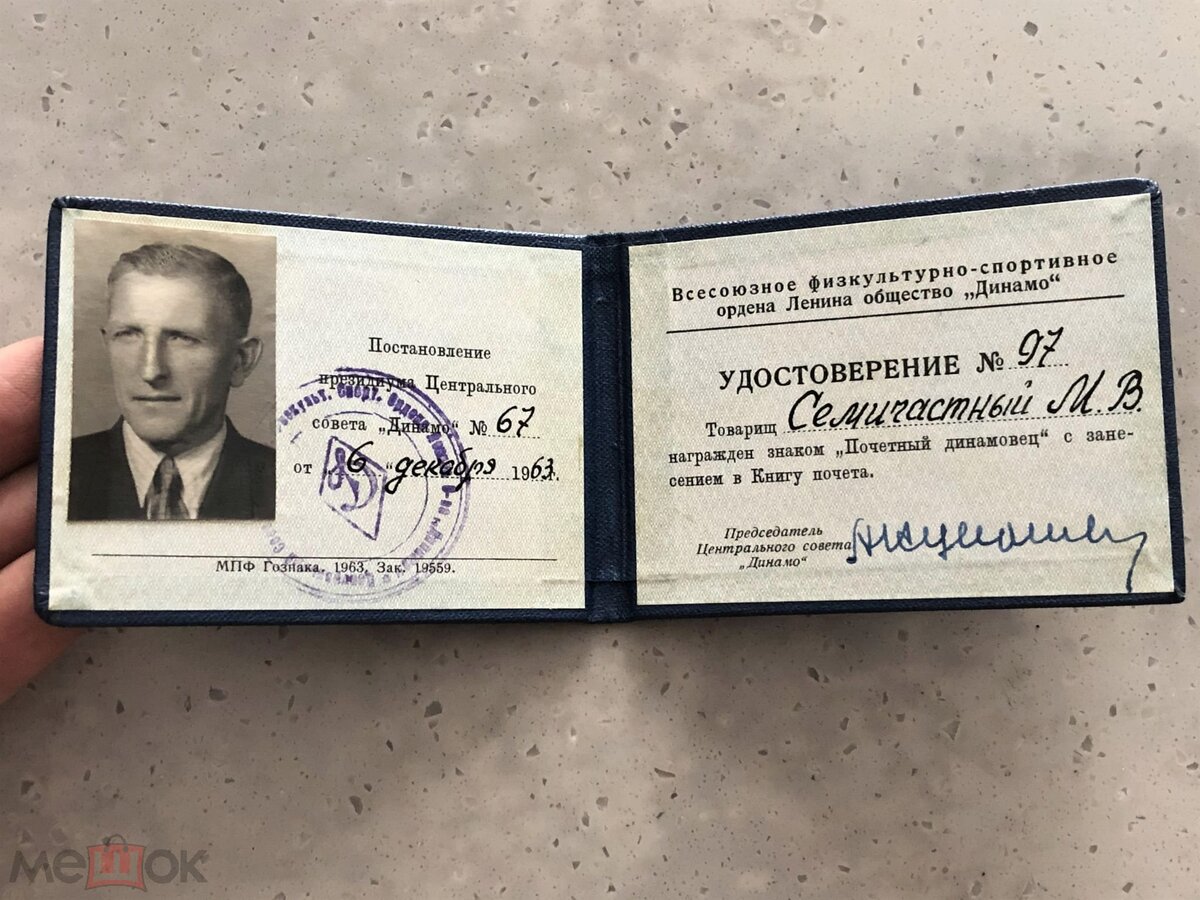 Постановление
президиума Центрального
совета „Динамо“ № 67
от „6“ декабря 1963 г.
МПФ Гознака. 1963. Зак. 19559.
Всесоюзное физкультурно-спортивное
ордена Ленина общество „Динамо“
УДОСТОВЕРЕНИЕ № 97
Товарищ Семичастный М.В.
награжден знаком „Почетный динамовец“ с зане-
сением в Книгу почета.
Председатель
Центрального совета
„Динамо“
мешок